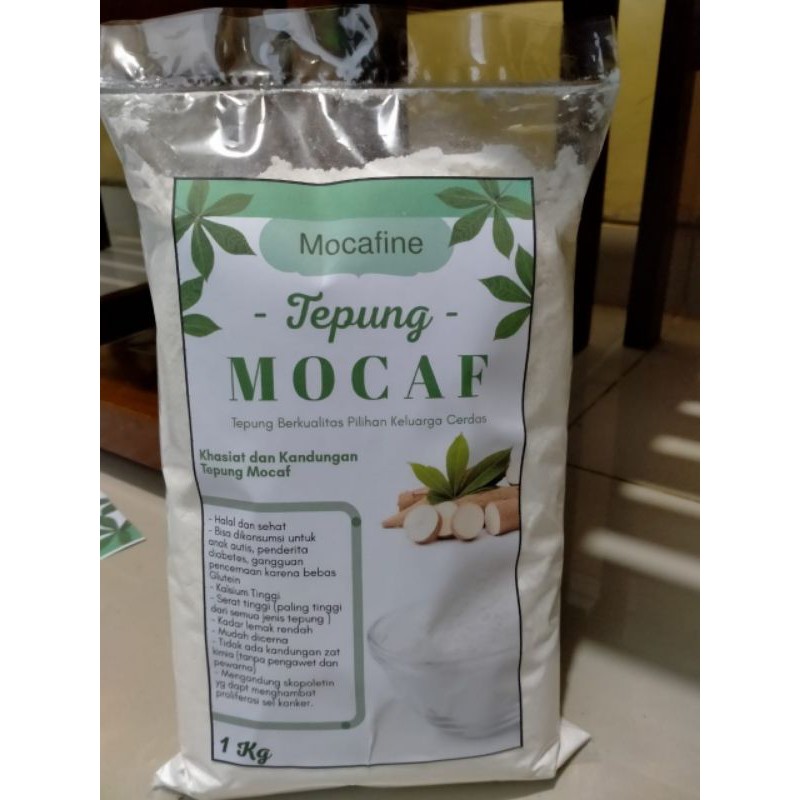 Mocafine
- Tepung -
MOCAF
Tepung Berkualitas Pilihan Keluarga Cerdas
Khasiat dan Kandungan
Tepung Mocaf
- Halal dan sehat
- Bisa dikansumsi untuk
anak autis, penderita
diabetes, gangguan
pencernaan karena bebas
Glutein
- Kalsium Tinggi
- Serat tinggi (paling tinggi
dari semua jenis tepung )
- Kadar lemak rendah
- Mudah dicerna
- Tidak ada kandungan zat
kimia (tanpa pengawet dan
pewarna)
- Mengandung skopoletin
yg dapt menghambat
proliferasi sel kanker.
1 Kg